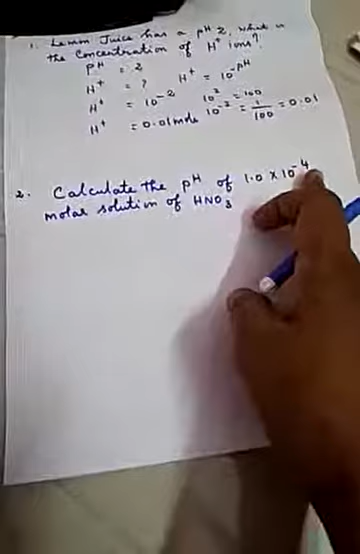 1. Lemon Juice has a pH 2, what is
the concentration of H⁺ ions?
pH = 2
H⁺ = ? H⁺ = 10⁻ᵖᴴ
H⁺ = 10⁻² 10² = 100
H⁺ = 0.01 mole 10⁻² = 1/100 = 0.01
2. Calculate the pH of 1.0 × 10⁻⁴
molar solution of HNO₃